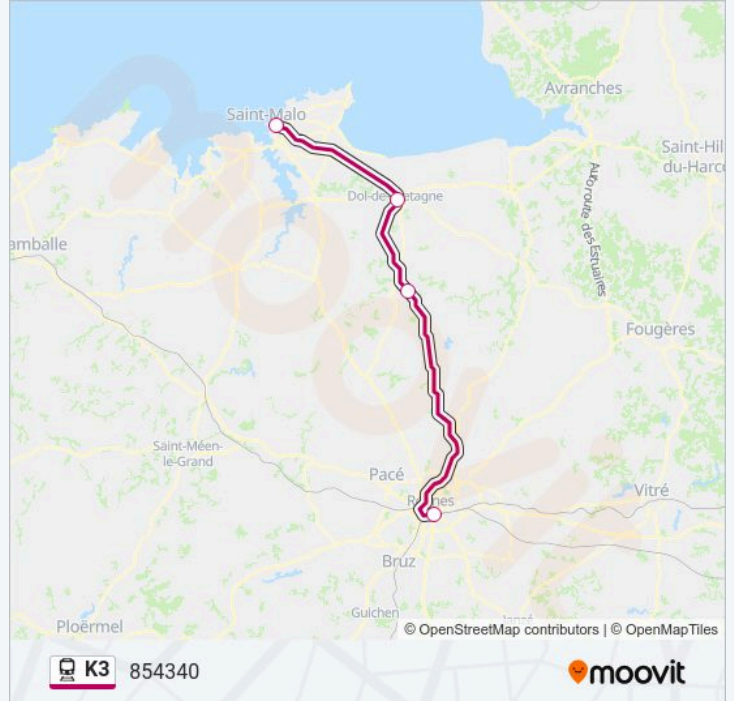 Avranches
Saint-Malo
Saint-Hil
du-Harco
Autoroute des Estuaires
Dol-de-Bretagne
amballe
Fougères
Saint-Méen-
le-Grand
Pacé
Rennes
Vitré
Bruz
Guichen
Ploërmel
© OpenStreetMap contributors | © OpenMapTiles
K3 854340
moovit